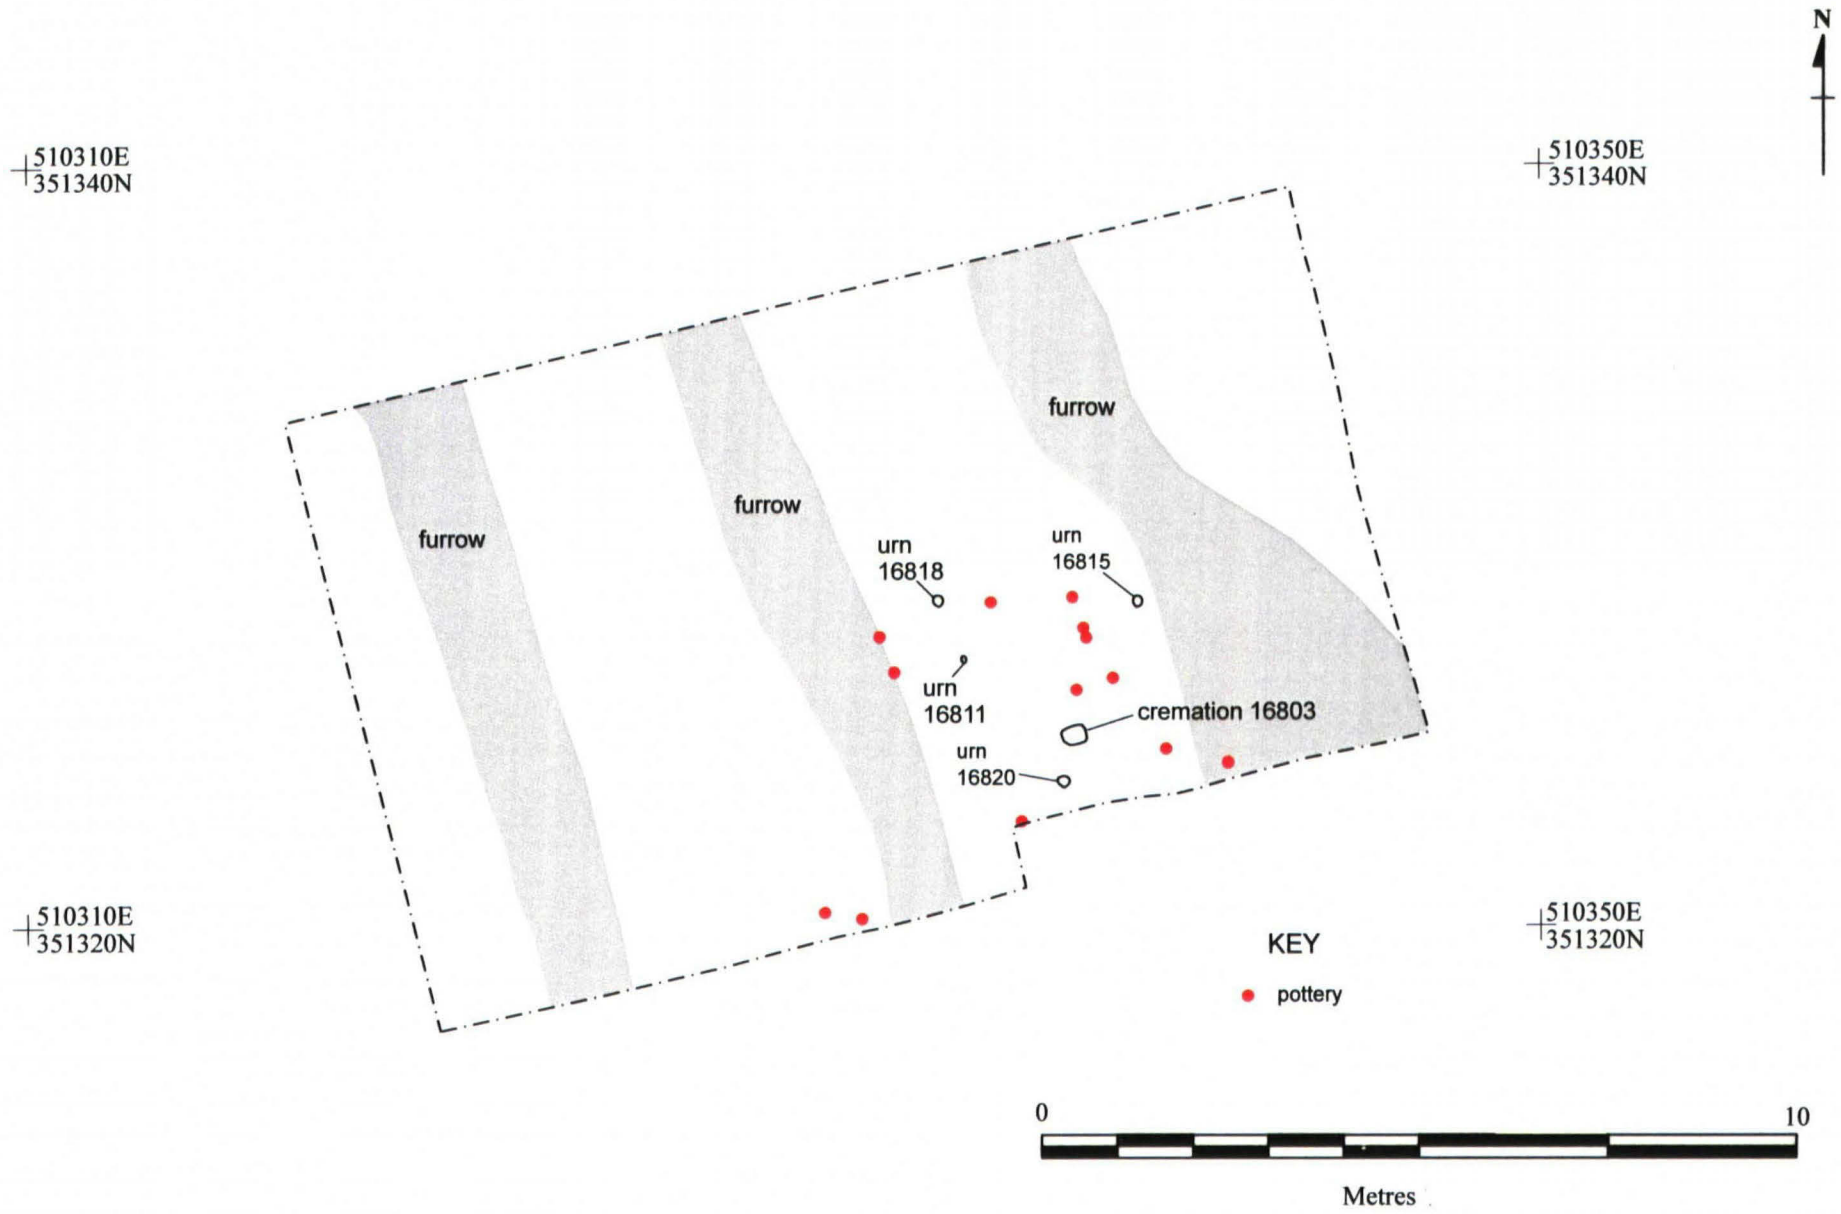 N
510310E
351340N
510350E
351340N
furrow
furrow
furrow
urn
16818
urn
16815
urn
16811
cremation 16803
urn
16820
510310E
351320N
510350E
351320N
KEY
pottery
0
10
Metres